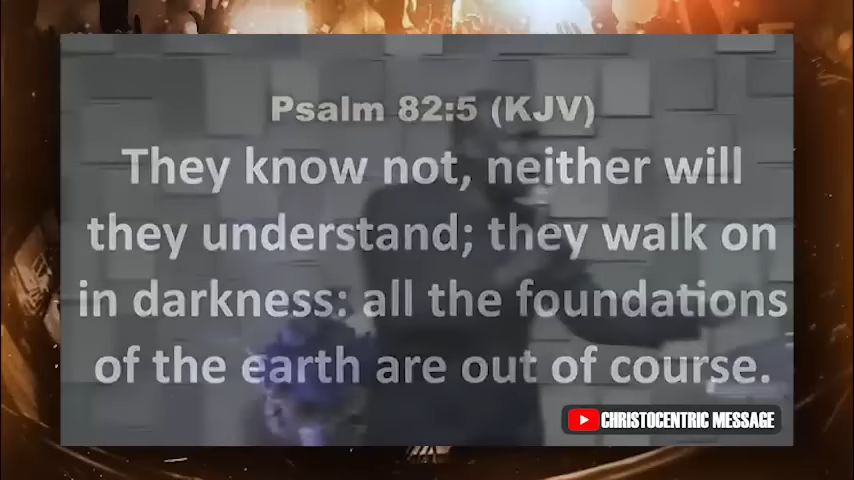 Psalm 82:5 (KJV)
They know not, neither will
they understand; they walk on
in darkness: all the foundations
of the earth are out of course.
CHRISTOCENTRIC MESSAGE